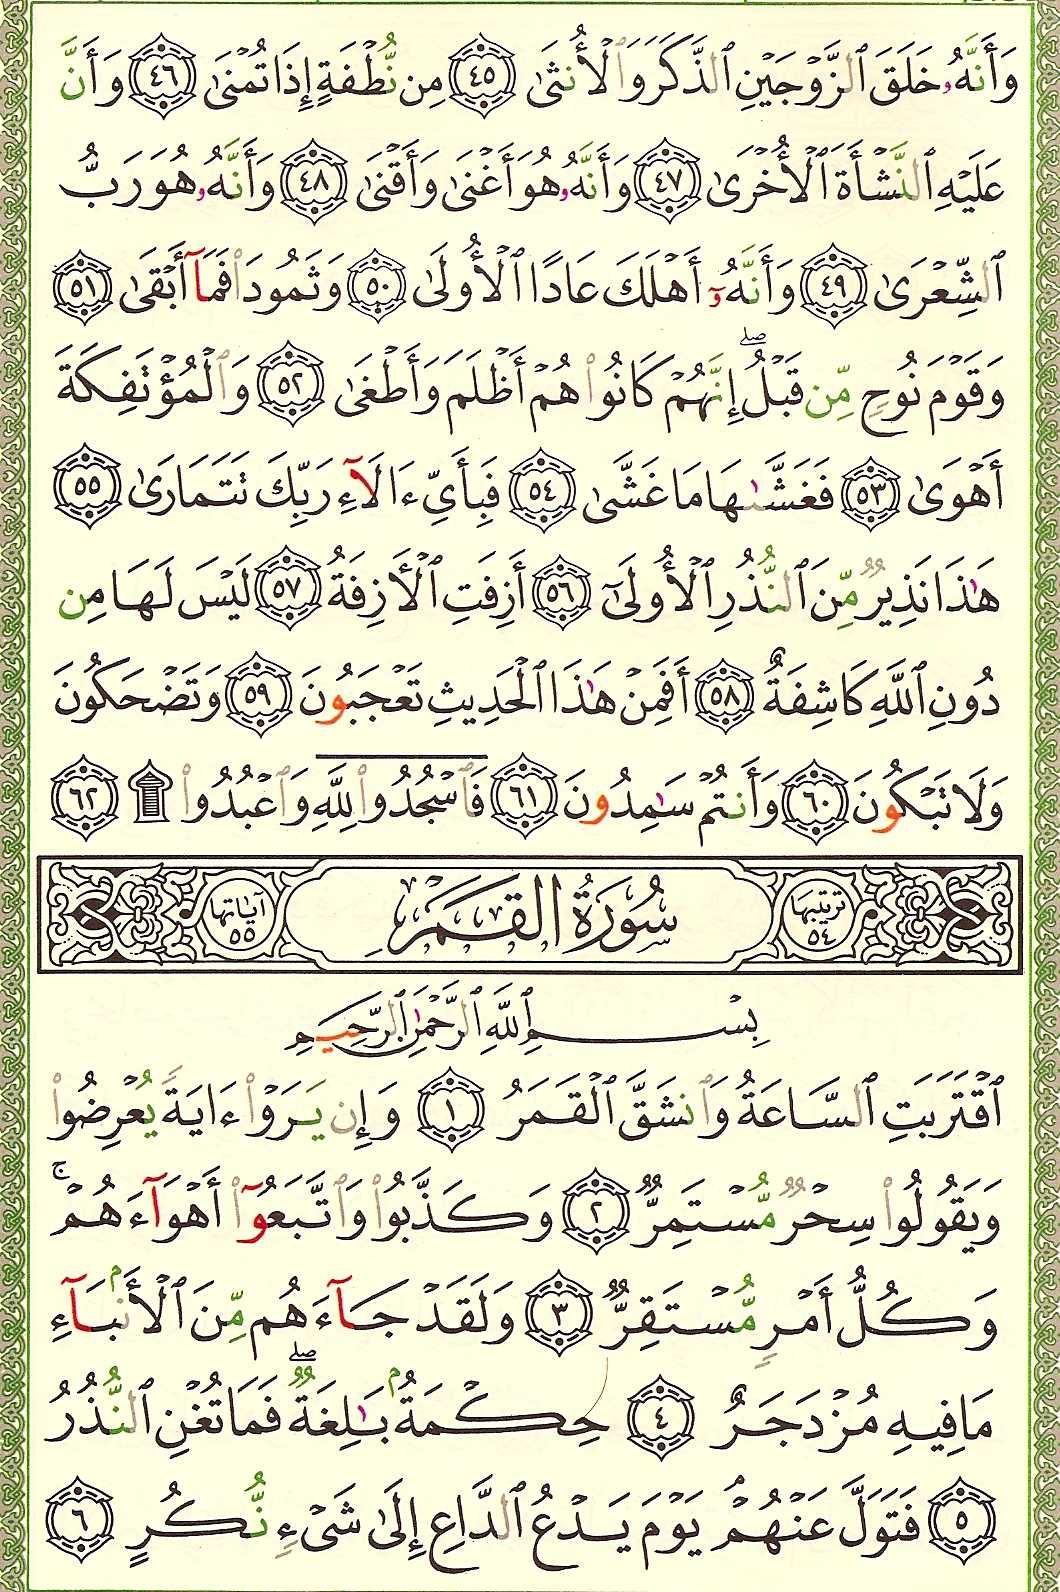 وَأَنَّهُۥ خَلَقَ ٱلزَّوْجَيْنِ ٱلذَّكَرَ وَٱلْأُنثَىٰ ٤٥ مِن نُّطْفَةٍ إِذَا تُمْنَىٰ ٤٦ وَأَنَّ
عَلَيْهِ ٱلنَّشْأَةَ ٱلْأُخْرَىٰ ٤٧ وَأَنَّهُۥ هُوَ أَغْنَىٰ وَأَقْنَىٰ ٤٨ وَأَنَّهُۥ هُوَ رَبُّ
ٱلشِّعْرَىٰ ٤٩ وَأَنَّهُۥٓ أَهْلَكَ عَادًا ٱلْأُولَىٰ ٥٠ وَثَمُودَا۟ فَمَآ أَبْقَىٰ ٥١
وَقَوْمَ نُوحٍ مِّن قَبْلُ ۖ إِنَّهُمْ كَانُوا۟ هُمْ أَظْلَمَ وَأَطْغَىٰ ٥٢ وَٱلْمُؤْتَفِكَةَ
أَهْوَىٰ ٥٣ فَغَشَّىٰهَا مَا غَشَّىٰ ٥٤ فَبِأَىِّ ءَالَآءِ رَبِّكَ تَتَمَارَىٰ ٥٥
هَـٰذَا نَذِيرٌ مِّنَ ٱلنُّذُرِ ٱلْأُولَىٰٓ ٥٦ أَزِفَتِ ٱلْـَٔازِفَةُ ٥٧ لَيْسَ لَهَا مِن
دُونِ ٱللَّهِ كَاشِفَةٌ ٥٨ أَفَمِنْ هَـٰذَا ٱلْحَدِيثِ تَعْجَبُونَ ٥٩ وَتَضْحَكُونَ
وَلَا تَبْكُونَ ٦٠ وَأَنتُمْ سَـٰمِدُونَ ٦١ فَٱسْجُدُوا۟ لِلَّهِ وَٱعْبُدُوا۟ ۩ ٦٢
ترتيبها ٥٤ سُورَةُ القَمَرِ آياتها ٥٥
بِسْمِ ٱللَّهِ ٱلرَّحْمَـٰنِ ٱلرَّحِيمِ
ٱقْتَرَبَتِ ٱلسَّاعَةُ وَٱنشَقَّ ٱلْقَمَرُ ١ وَإِن يَرَوْا۟ ءَايَةً يُعْرِضُوا۟
وَيَقُولُوا۟ سِحْرٌ مُّسْتَمِرٌّ ٢ وَكَذَّبُوا۟ وَٱتَّبَعُوٓا۟ أَهْوَآءَهُمْ ۚ
وَكُلُّ أَمْرٍ مُّسْتَقِرٌّ ٣ وَلَقَدْ جَآءَهُم مِّنَ ٱلْأَنۢبَآءِ
مَا فِيهِ مُزْدَجَرٌ ٤ حِكْمَةٌۢ بَـٰلِغَةٌ ۖ فَمَا تُغْنِ ٱلنُّذُرُ
٥ فَتَوَلَّ عَنْهُمْ ۘ يَوْمَ يَدْعُ ٱلدَّاعِ إِلَىٰ شَىْءٍ نُّكُرٍ ٦